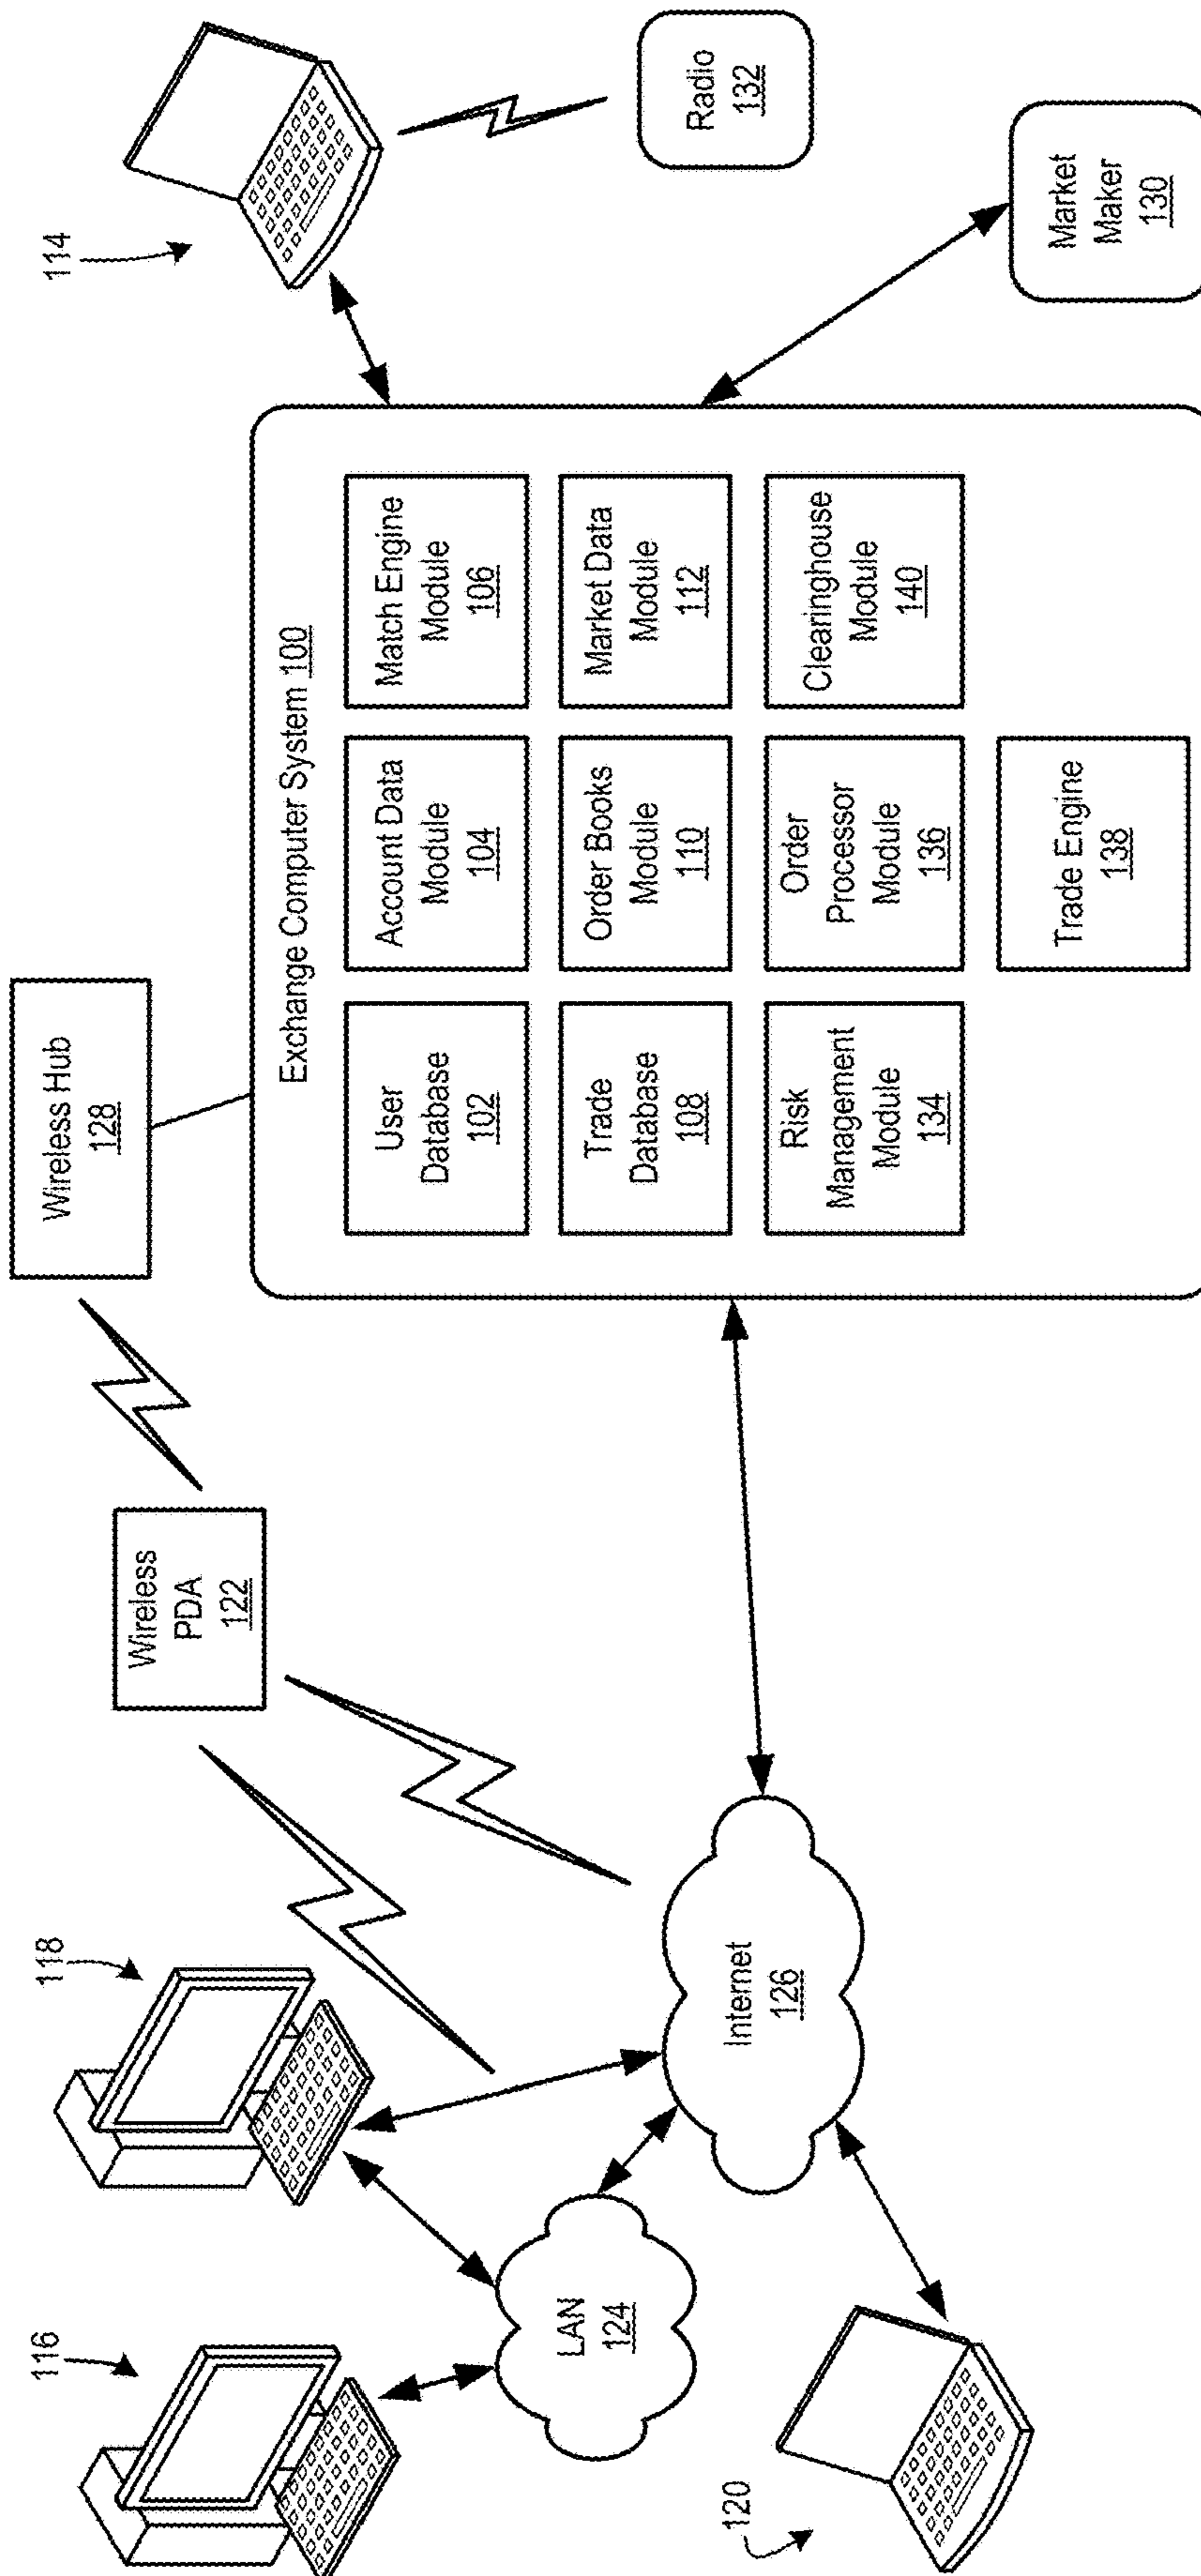 114
Radio
132
Market
Maker
130
Wireless Hub
128
Exchange Computer System 100
User
Database
102
Account Data
Module
104
Match Engine
Module
106
Trade
Database
108
Order Books
Module
110
Market Data
Module
112
Risk
Management
Module
134
Order
Processor
Module
136
Clearinghouse
Module
140
Trade Engine
138
Wireless
PDA
122
118
116
Internet
126
LAN
124
120